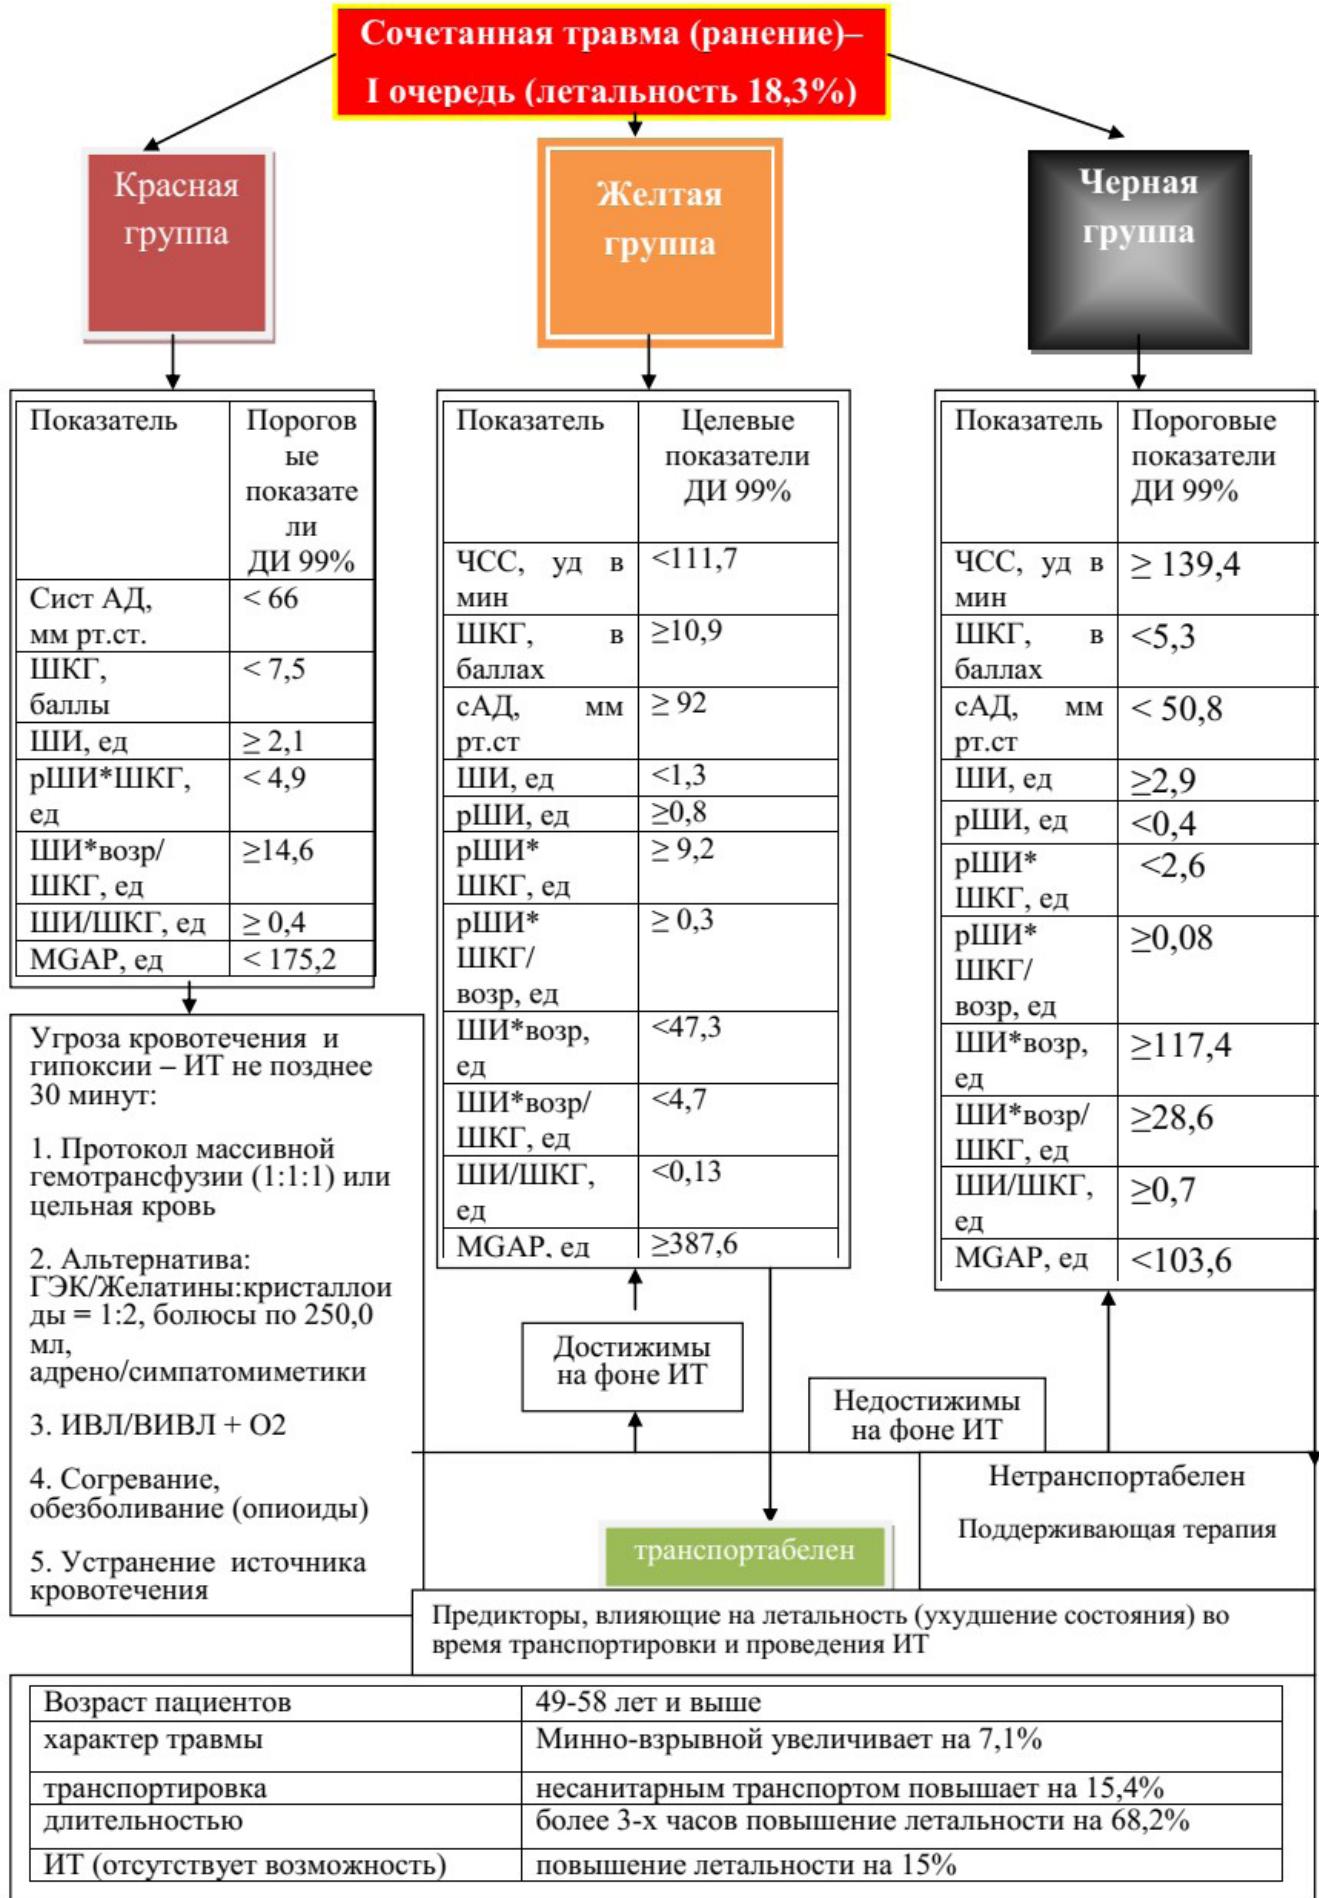 Сочетанная травма (ранение)–
I очередь (летальность 18,3%)
Красная
группа
Желтая
группа
Черная
группа
Показатель
Порогов
ые
показате
ли
ДИ 99%
Сист АД,
мм рт.ст.
< 66
ШКГ,
баллы
< 7,5
ШИ, ед
≥ 2,1
рШИ*ШКГ,
ед
< 4,9
ШИ*возр/
ШКГ, ед
≥14,6
ШИ/ШКГ, ед
≥ 0,4
MGAP, ед
< 175,2
Угроза кровотечения и
гипоксии – ИТ не позднее
30 минут:
1. Протокол массивной
гемотрансфузии (1:1:1) или
цельная кровь
2. Альтернатива:
ГЭК/Желатины:кристаллои
ды = 1:2, болюсы по 250,0
мл,
адрено/симпатомиметики
3. ИВЛ/ВИВЛ + О2
4. Согревание,
обезболивание (опиоиды)
5. Устранение источника
кровотечения
Показатель
Целевые
показатели
ДИ 99%
ЧСС, уд в
мин
<111,7
ШКГ, в
баллах
≥10,9
сАД, мм
рт.ст
≥ 92
ШИ, ед
<1,3
рШИ, ед
≥0,8
рШИ*
ШКГ, ед
≥ 9,2
рШИ*
ШКГ/
возр, ед
≥ 0,3
ШИ*возр,
ед
<47,3
ШИ*возр/
ШКГ, ед
<4,7
ШИ/ШКГ,
ед
<0,13
MGAP, ед
≥387,6
Показатель
Пороговые
показатели
ДИ 99%
ЧСС, уд в
мин
≥ 139,4
ШКГ, в
баллах
<5,3
сАД, мм
рт.ст
< 50,8
ШИ, ед
≥2,9
рШИ, ед
<0,4
рШИ*
ШКГ, ед
<2,6
рШИ*
ШКГ/
возр, ед
≥0,08
ШИ*возр,
ед
≥117,4
ШИ*возр/
ШКГ, ед
≥28,6
ШИ/ШКГ,
ед
≥0,7
MGAP, ед
<103,6
Достижимы
на фоне ИТ
Недостижимы
на фоне ИТ
Нетранспортабелен
Поддерживающая терапия
транспортабелен
Предикторы, влияющие на летальность (ухудшение состояния) во
время транспортировки и проведения ИТ
Возраст пациентов
49-58 лет и выше
характер травмы
Минно-взрывной увеличивает на 7,1%
транспортировка
несанитарным транспортом повышает на 15,4%
длительностью
более 3-х часов повышение летальности на 68,2%
ИТ (отсутствует возможность)
повышение летальности на 15%